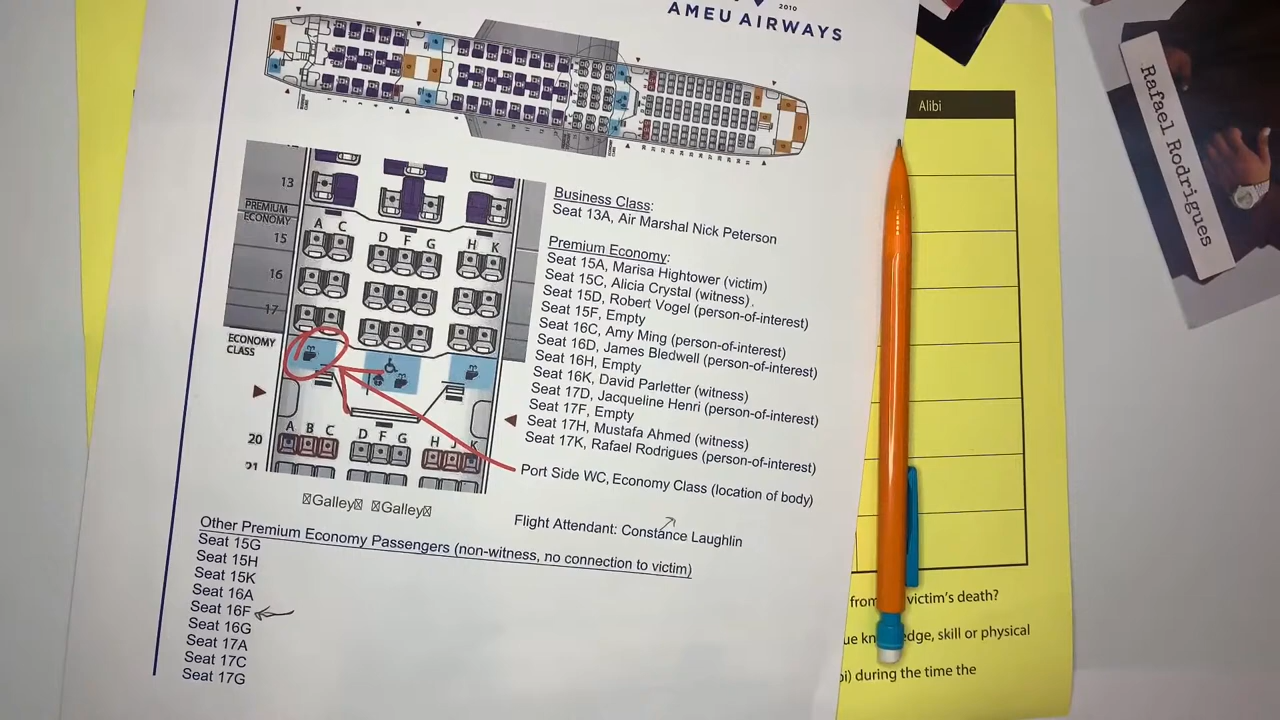 2010
AMEU AIRWAYS
13
PREMIUM
ECONOMY
A C
D F G
H K
15
16
17
ECONOMY
CLASS
20
A B C
D F G
H J K
21
Galley Galley
Business Class:
Seat 13A, Air Marshal Nick Peterson
Premium Economy:
Seat 15A, Marisa Hightower (victim)
Seat 15C, Alicia Crystal (witness)
Seat 15D, Robert Vogel (person-of-interest)
Seat 15F, Empty
Seat 16C, Amy Ming (person-of-interest)
Seat 16D, James Bledwell (person-of-interest)
Seat 16H, Empty
Seat 16K, David Parletter (witness)
Seat 17D, Jacqueline Henri (person-of-interest)
Seat 17F, Empty
Seat 17H, Mustafa Ahmed (witness)
Seat 17K, Rafael Rodrigues (person-of-interest)
Port Side WC, Economy Class (location of body)
Flight Attendant: Constance Laughlin
Other Premium Economy Passengers (non-witness, no connection to victim)
Seat 15G
Seat 15H
Seat 15K
Seat 16A
Seat 16F
Seat 16G
Seat 17A
Seat 17C
Seat 17G
Alibi
from victim's death?
skill or physical
during the time the
Rafael Rodrigues